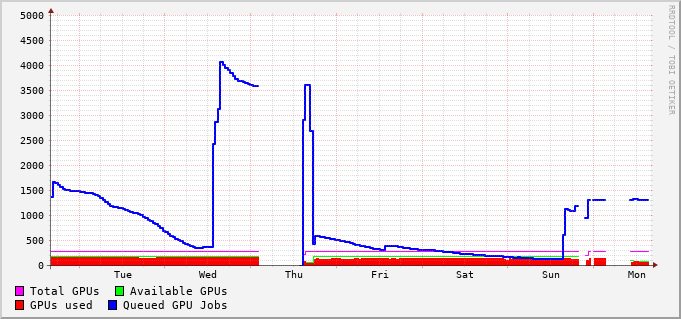 5000
4500
4000
3500
3000
2500
2000
1500
1000
500
0
Tue Wed Thu Fri Sat Sun Mon
Total GPUs Available GPUs
GPUs used Queued GPU Jobs
RRDTOOL / TOBI OETIKER